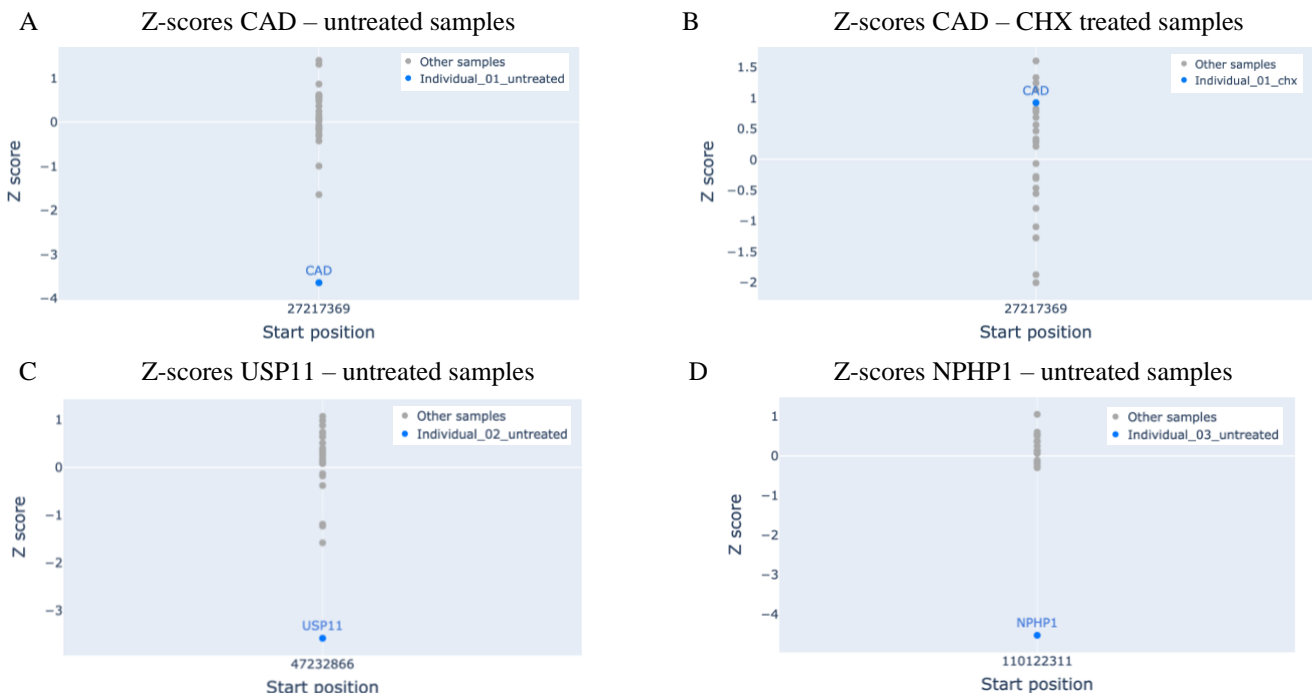 A
Z-scores CAD – untreated samples
Other samples
Individual_01_untreated
1
0
−1
−2
−3
−4
Z score
CAD
27217369
Start position
B
Z-scores CAD – CHX treated samples
Other samples
Individual_01_chx
1.5
1
0.5
0
−0.5
−1
−1.5
−2
Z score
CAD
27217369
Start position
C
Z-scores USP11 – untreated samples
Other samples
Individual_02_untreated
1
0
−1
−2
−3
Z score
USP11
47232866
Start position
D
Z-scores NPHP1 – untreated samples
Other samples
Individual_03_untreated
1
0
−1
−2
−3
−4
Z score
NPHP1
110122311
Start position